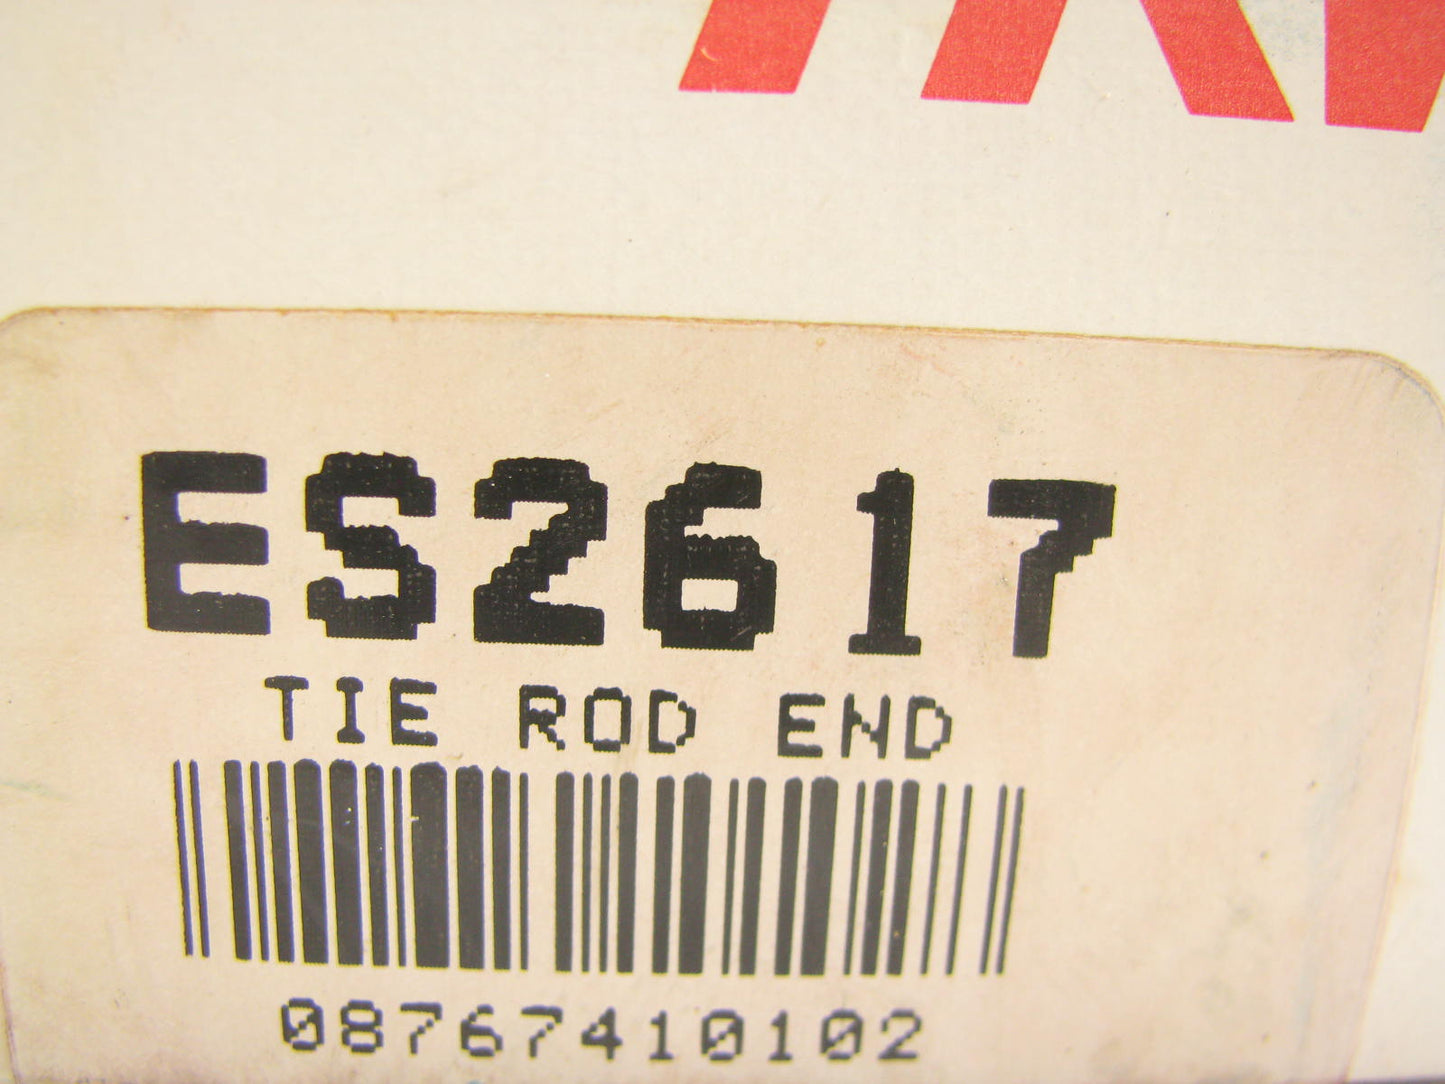 ES2617
TIE ROD END
08767410102